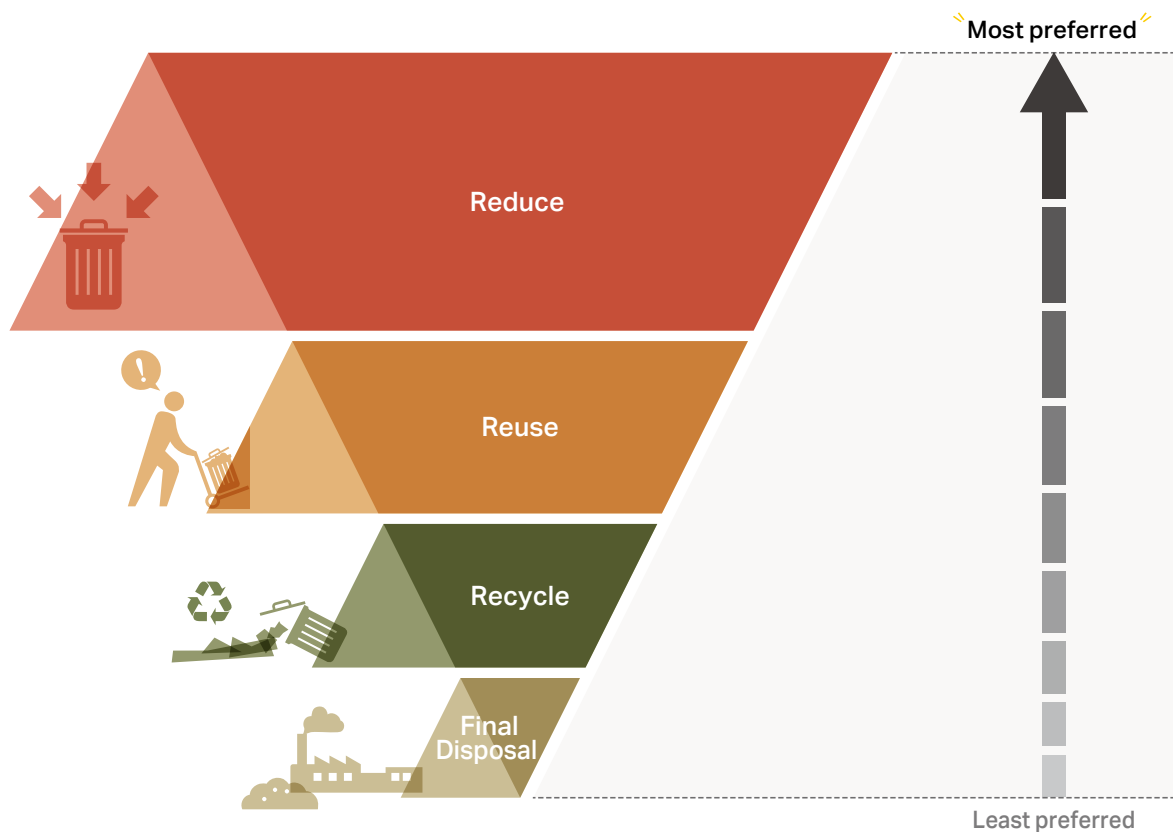 Most preferred
Reduce
Reuse
Recycle
Final
Disposal
Least preferred